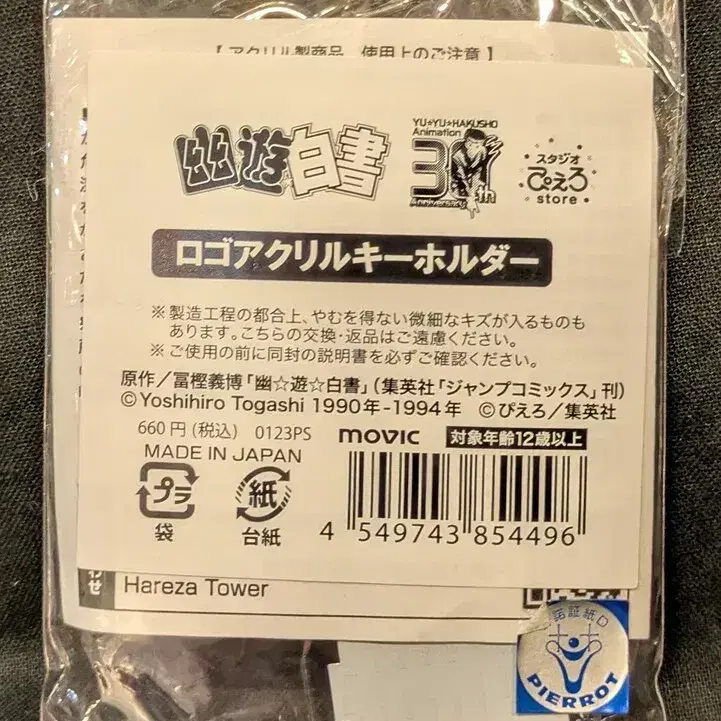 【アクリル製商品 使用上のご注意】
幽遊白書
YU☆YU☆HAKUSHO
Animation
30th
Anniversary
スタジオ
ぴえろ
store
ロゴアクリルキーホルダー
※製造工程の都合上、やむを得ない微細なキズが入るものも
あります。こちらの交換・返品はご遠慮ください。
※ご使用の前に同封の説明書を必ずご確認ください。
原作/冨樫義博「幽☆遊☆白書」(集英社「ジャンプコミックス」刊)
©Yoshihiro Togashi 1990年-1994年 ©ぴえろ/集英社
660円(税込) 0123PS movic 対象年齢12歳以上
MADE IN JAPAN
プラ
袋
紙
台紙
4 549743 854496
Hareza Tower
PIERROT